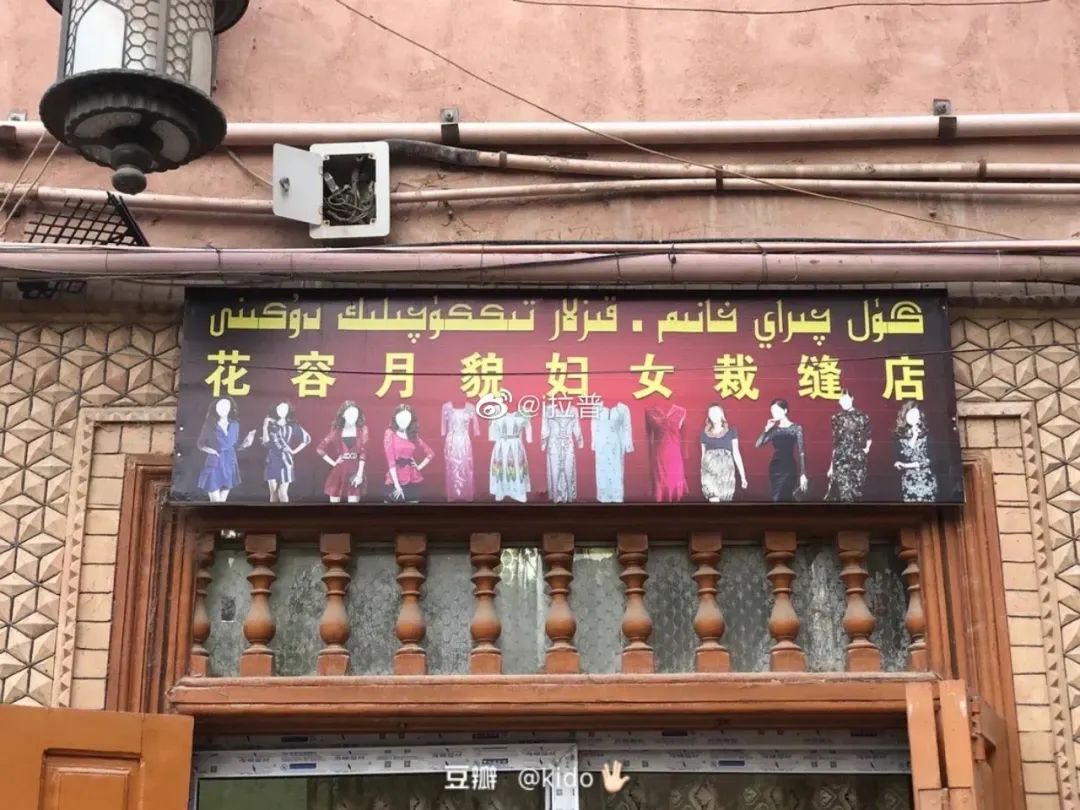 گۈل چىراي خانىم . قىزلار تىككۈچىلىك دۇكىنى
花容月貌妇女裁缝店
@i拉普
豆瓣 @kido